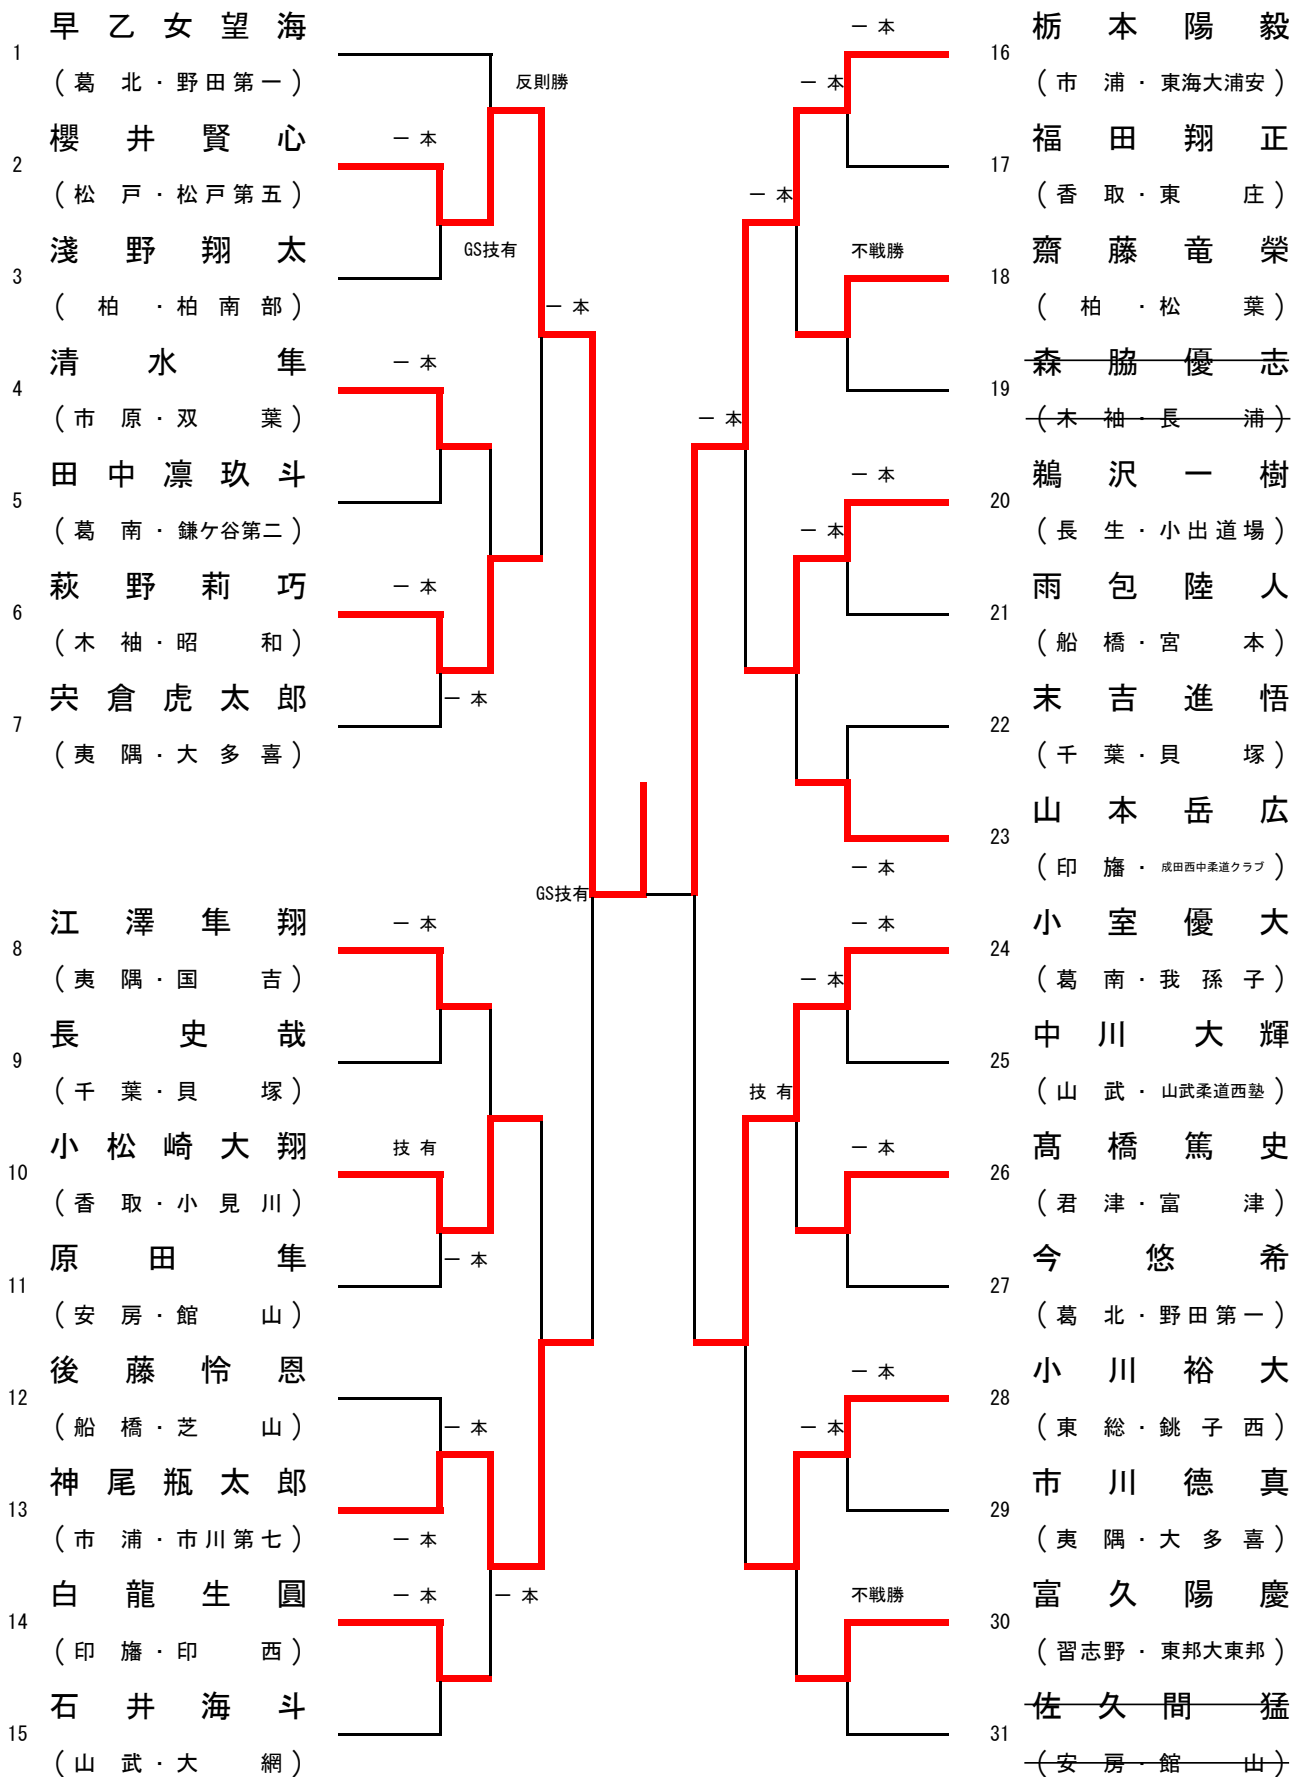 早乙女望海
1
(葛北・野田第一)
反則勝
櫻井賢心
一本
2
(松戸・松戸第五)
淺野翔太
GS技有
3
(柏・柏南部)
一本
清水隼
一本
4
(市原・双葉)
田中凛玖斗
5
(葛南・鎌ケ谷第二)
萩野莉巧
一本
6
(木袖・昭和)
宍倉虎太郎
一本
7
(夷隅・大多喜)
GS技有
江澤隼翔
一本
8
(夷隅・国吉)
長史哉
9
(千葉・貝塚)
小松崎大翔
技有
10
(香取・小見川)
原田隼
一本
11
(安房・館山)
後藤怜恩
12
(船橋・芝山)
一本
神尾瓶太郎
13
(市浦・市川第七)
一本
白龍生圓
一本
一本
14
(印旛・印西)
石井海斗
15
(山武・大網)
一本
栃本陽毅
16
一本
(市浦・東海大浦安)
福田翔正
17
一本
(香取・東庄)
不戦勝
齋藤竜榮
18
(柏・松葉)
森脇優志
19
一本
(木袖・長浦)
一本
鵜沢一樹
20
一本
(長生・小出道場)
雨包陸人
21
(船橋・宮本)
末吉進悟
22
(千葉・貝塚)
山本岳広
23
一本
(印旛・成田西中柔道クラブ)
一本
小室優大
24
一本
(葛南・我孫子)
中川大輝
25
技有
(山武・山武柔道西塾)
一本
髙橋篤史
26
(君津・富津)
今悠希
27
(葛北・野田第一)
一本
小川裕大
28
一本
(東総・銚子西)
市川德真
29
(夷隅・大多喜)
不戦勝
富久陽慶
30
(習志野・東邦大東邦)
佐久間猛
31
(安房・館山)